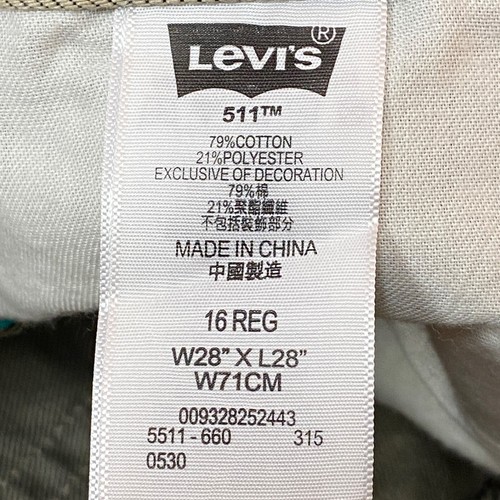 LEVI'S®
511™
79%COTTON
21%POLYESTER
EXCLUSIVE OF DECORATION
79%棉
21%聚酯纖維
不包括裝飾部分
MADE IN CHINA
中國製造
16 REG
W28" X L28"
W71CM
009328252443
5511-660 315
0530